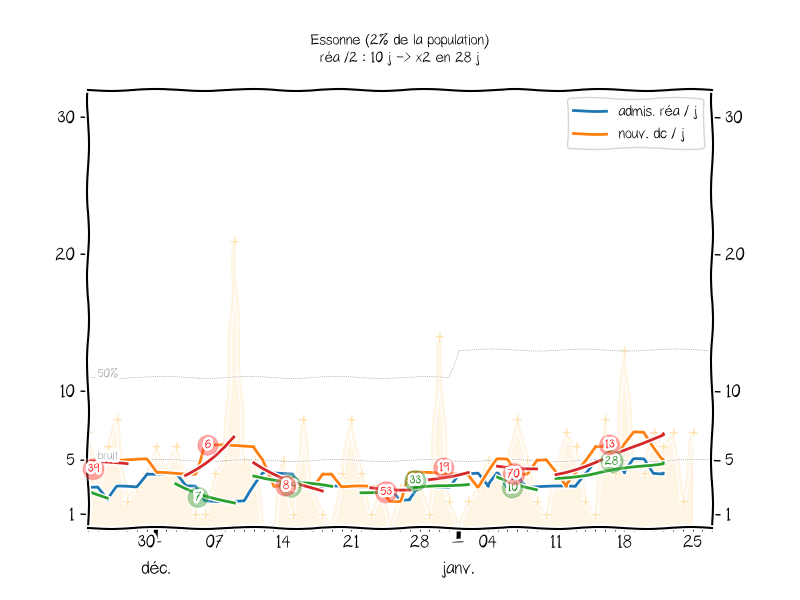 Essonne (2% de la population)
réa /2 : 10 j -> x2 en 28 j
admis. réa / j
nouv. dc / j
30 30
20 20
50%
10 10
6 13
bruit
5 39 19 28 5
70
33
8 53 10
7
1 1
30 07 14 21 28 04 11 18 25
déc. janv.